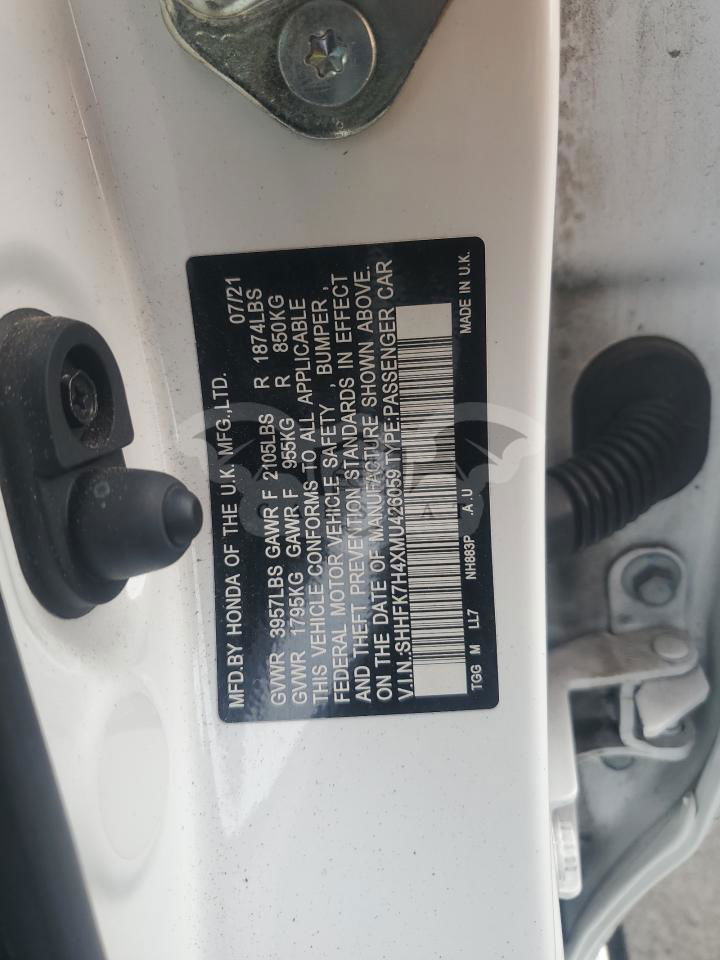 MFD.BY HONDA OF THE U.K. MFG.,LTD. 07/21
GVWR 3957LBS GAWR F 2105LBS R 1874LBS
GVWR 1795KG GAWR F 955KG R 850KG
THIS VEHICLE CONFORMS TO ALL APPLICABLE
FEDERAL MOTOR VEHICLE SAFETY , BUMPER ,
AND THEFT PREVENTION STANDARDS IN EFFECT
ON THE DATE OF MANUFACTURE SHOWN ABOVE.
V.I.N.:SHHFK7H4XMU426059 TYPE:PASSENGER CAR
TGG M LL7 NH883P A.U MADE IN U.K.